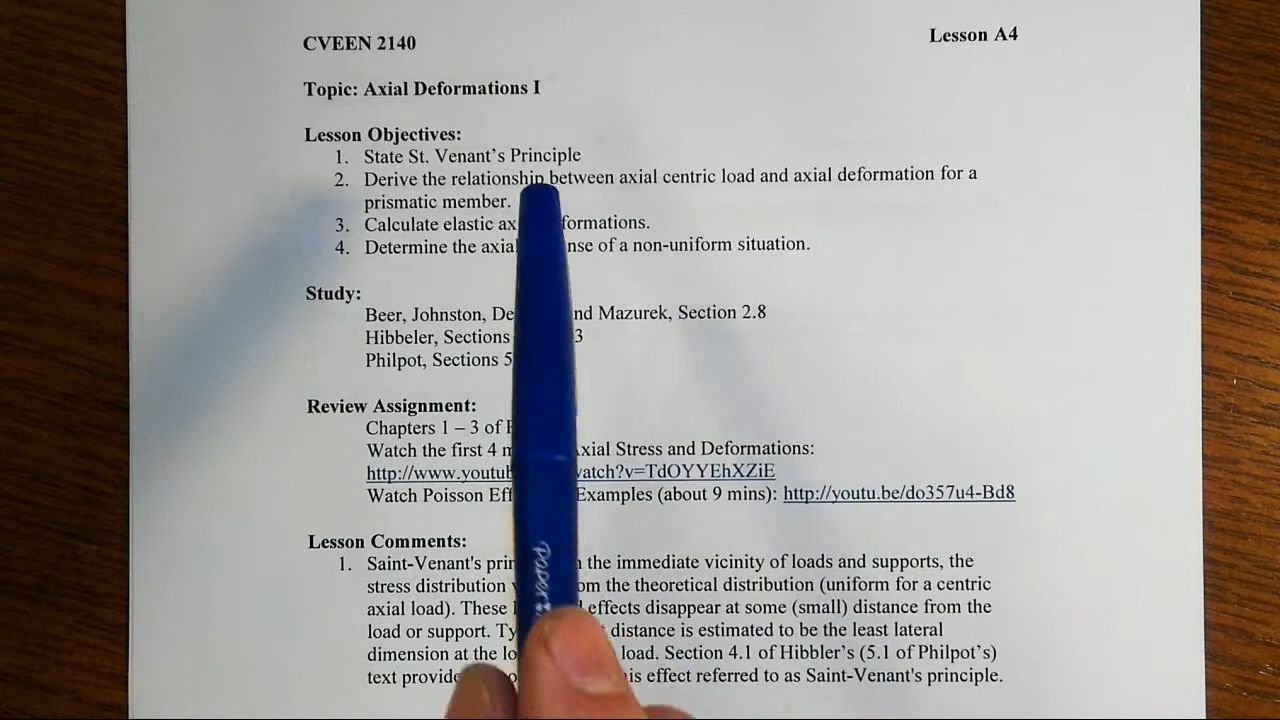 CVEEN 2140
Lesson A4
Topic: Axial Deformations I
Lesson Objectives:
1. State St. Venant's Principle
2. Derive the relationship between axial centric load and axial deformation for a
prismatic member.
3. Calculate elastic ax formations.
4. Determine the axia nse of a non-uniform situation.
Study:
Beer, Johnston, De nd Mazurek, Section 2.8
Hibbeler, Sections 3
Philpot, Sections 5
Review Assignment:
Chapters 1 – 3 of
Watch the first 4 m xial Stress and Deformations:
http://www.youtub atch?v=TdOYYEhXZiE
Watch Poisson Eff Examples (about 9 mins): http://youtu.be/do357u4-Bd8
Lesson Comments:
1. Saint-Venant's prin the immediate vicinity of loads and supports, the
stress distribution om the theoretical distribution (uniform for a centric
axial load). These effects disappear at some (small) distance from the
load or support. Ty distance is estimated to be the least lateral
dimension at the lo load. Section 4.1 of Hibbler's (5.1 of Philpot's)
text provide is effect referred to as Saint-Venant's principle.
Paper